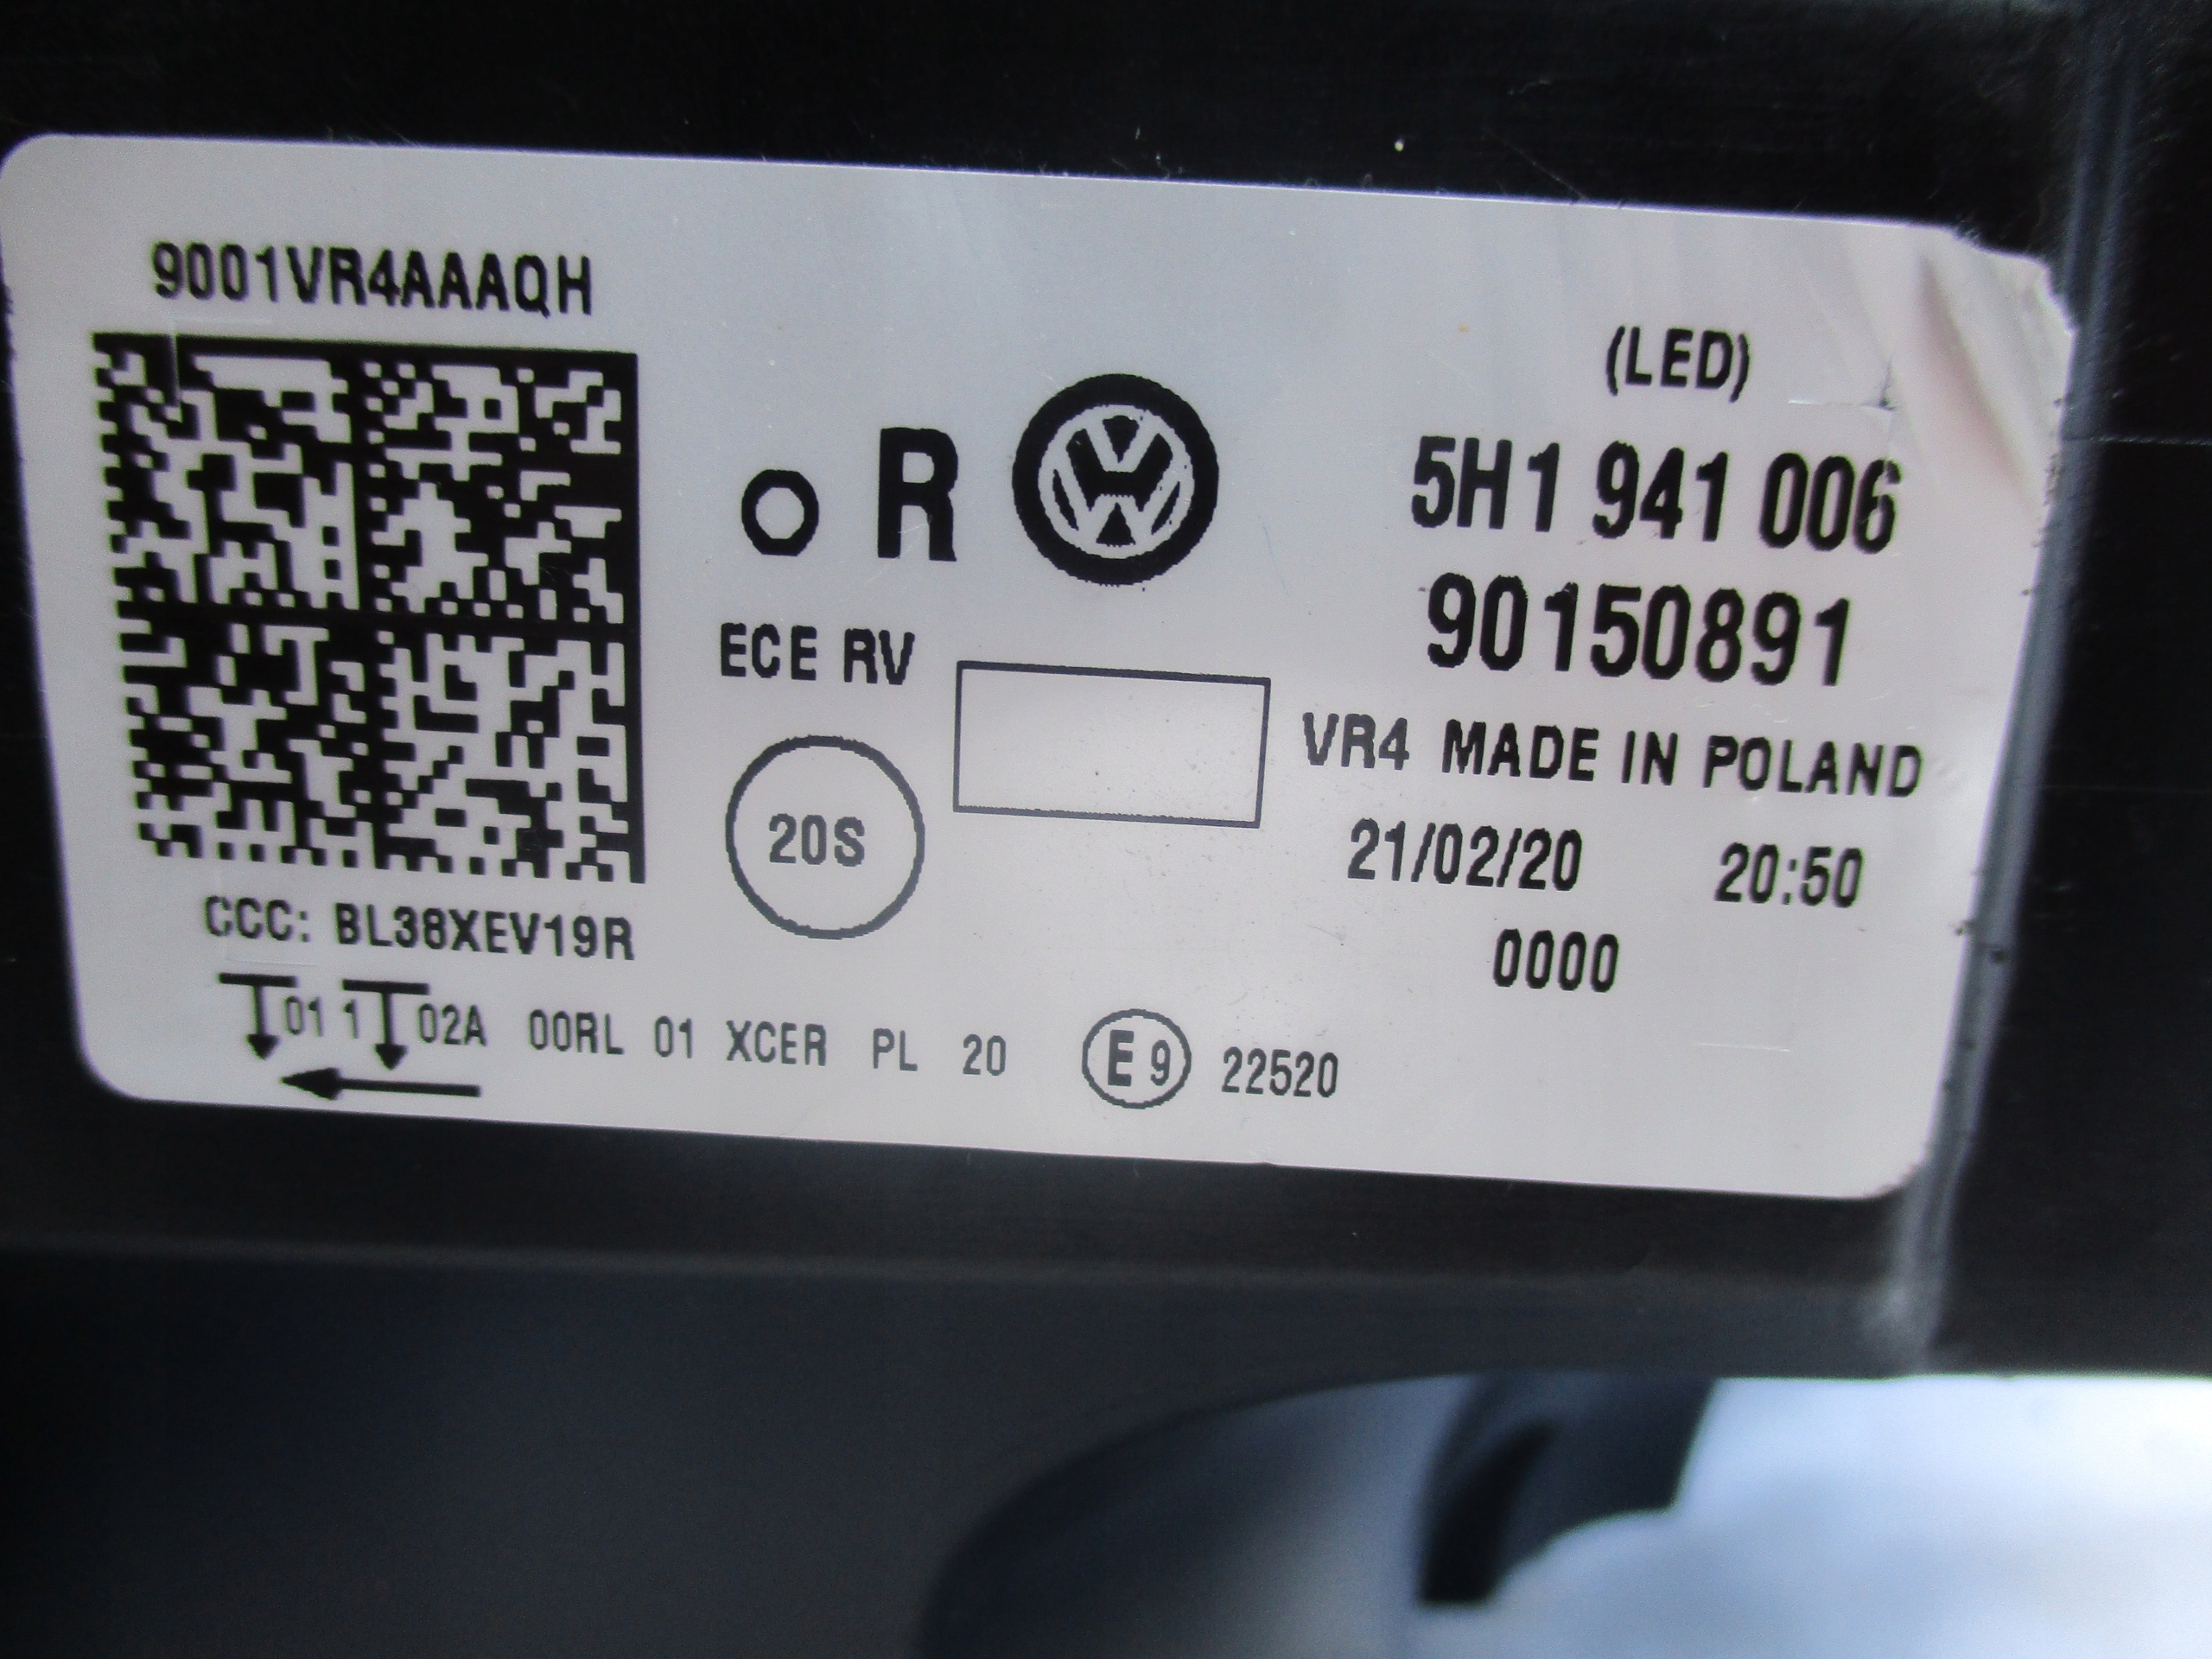 9001VR4AAAQH
(LED)
o R
5H1 941 006
90150891
ECE RV
VR4 MADE IN POLAND
20S
21/02/20 20:50
0000
CCC: BL38XEV19R
01 1 02A 00RL 01 XCER PL 20 E 9 22520